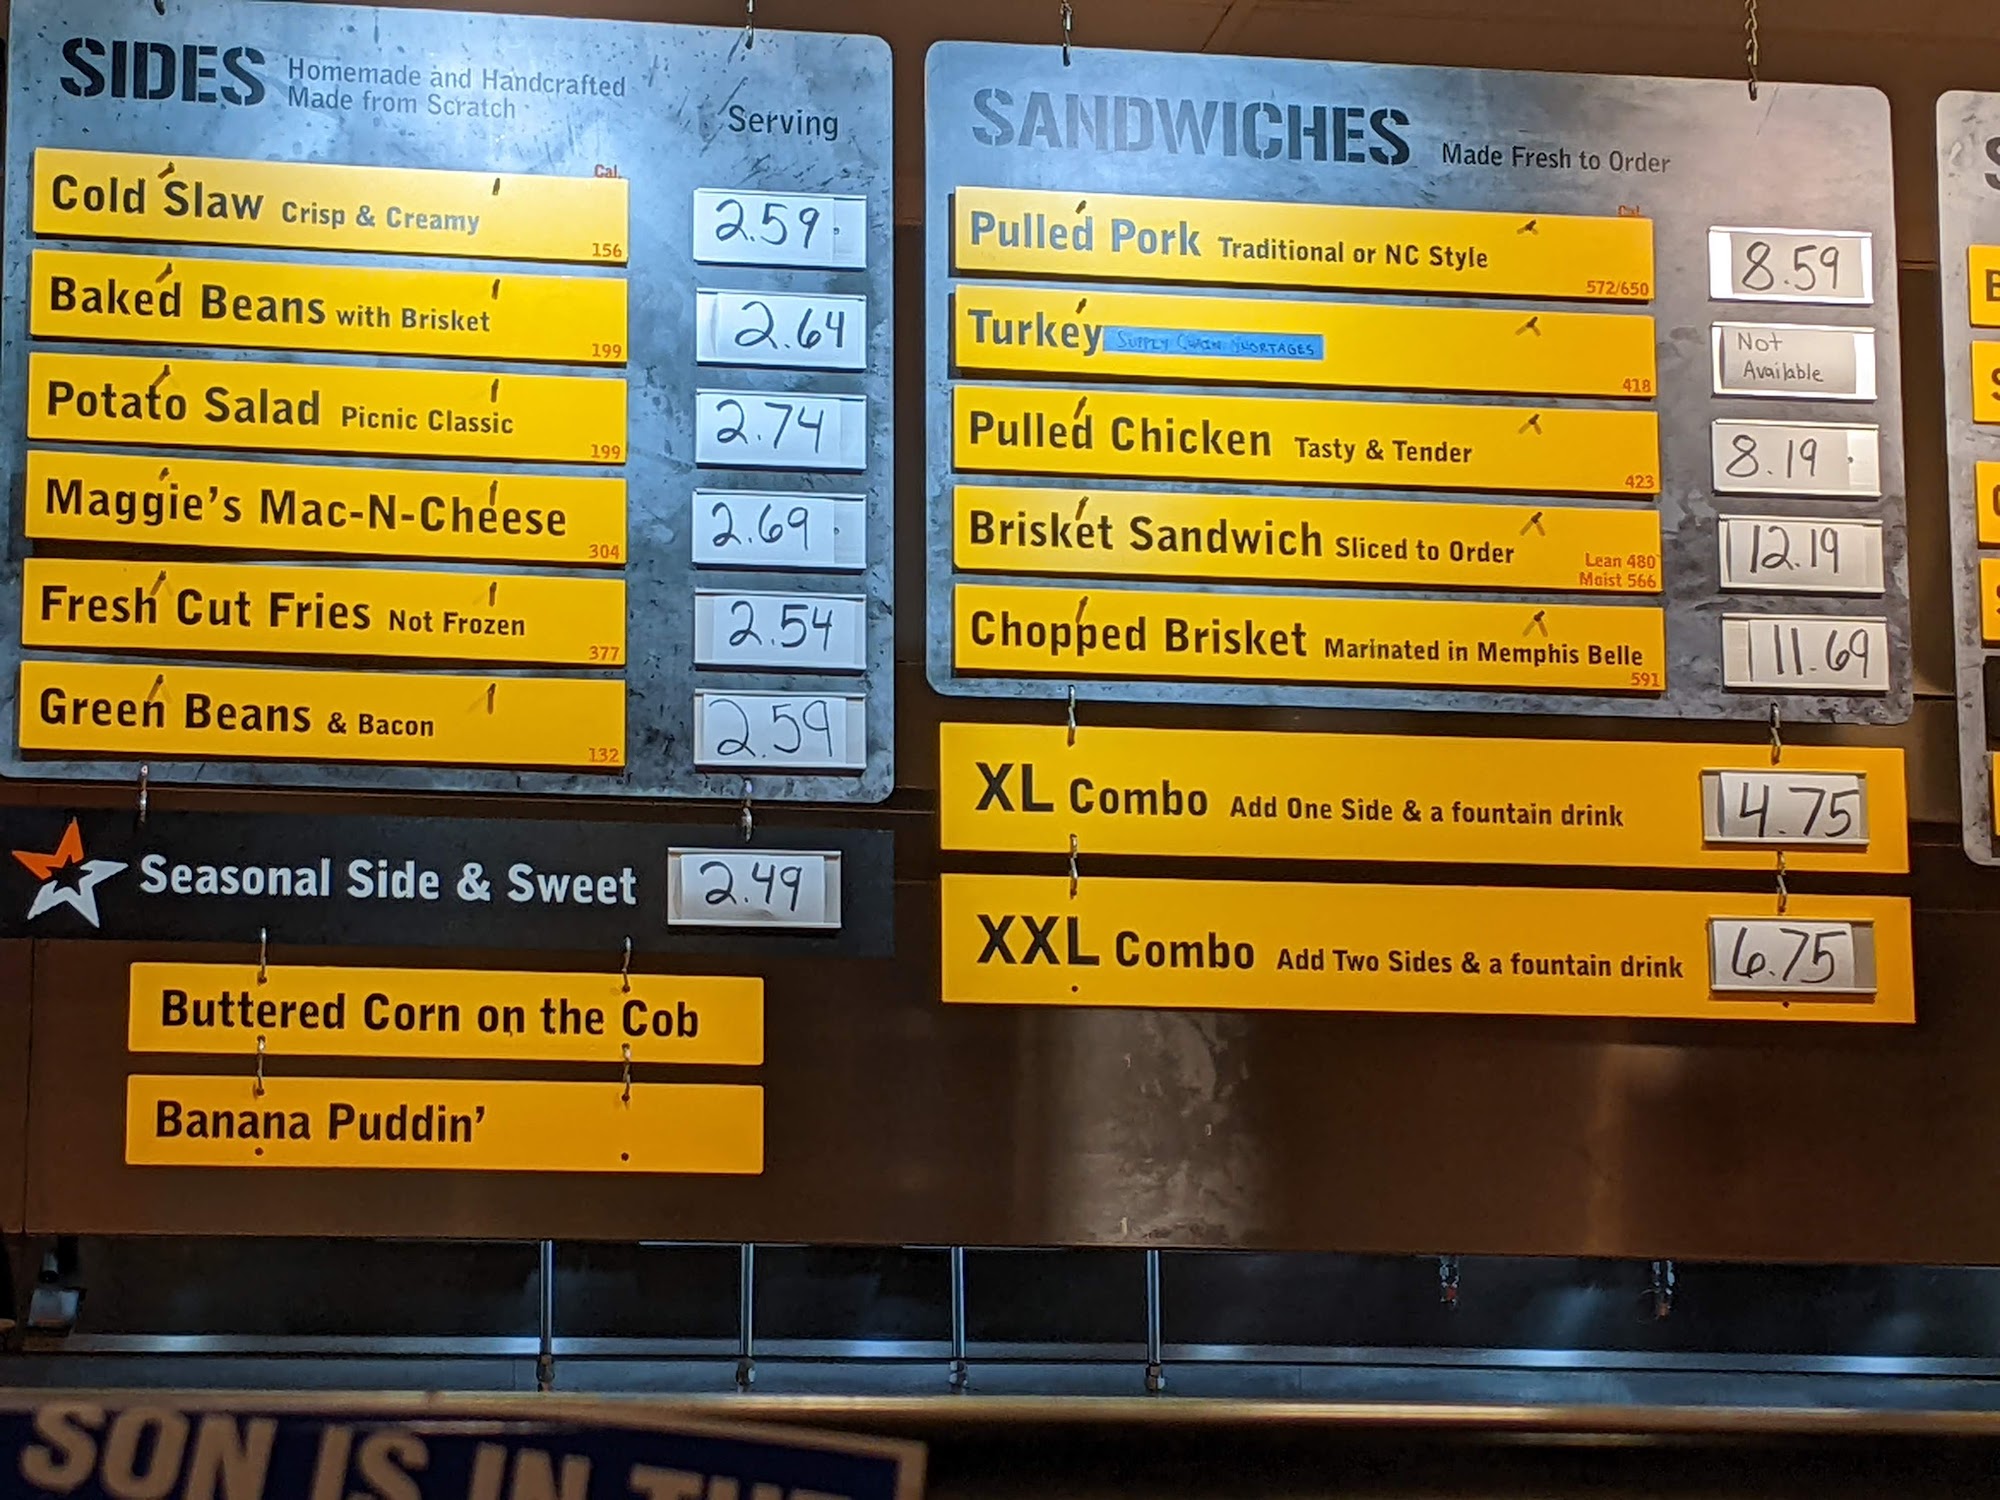 SIDES Homemade and Handcrafted
Made from Scratch
Serving
Cal.
Cold Slaw Crisp & Creamy 156 2.59
Baked Beans with Brisket 199 2.64
Potato Salad Picnic Classic 199 2.74
Maggie's Mac-N-Cheese 304 2.69
Fresh Cut Fries Not Frozen 377 2.54
Green Beans & Bacon 132 2.59
Seasonal Side & Sweet 2.49
Buttered Corn on the Cob
Banana Puddin'
SANDWICHES Made Fresh to Order
Cal.
Pulled Pork Traditional or NC Style 572/650 8.59
Turkey SUPPLY CHAIN SHORTAGES 418 Not
Available
Pulled Chicken Tasty & Tender 423 8.19
Brisket Sandwich Sliced to Order Lean 480 12.19
Moist 566
Chopped Brisket Marinated in Memphis Belle 591 11.69
XL Combo Add One Side & a fountain drink 4.75
XXL Combo Add Two Sides & a fountain drink 6.75
SON IS IN